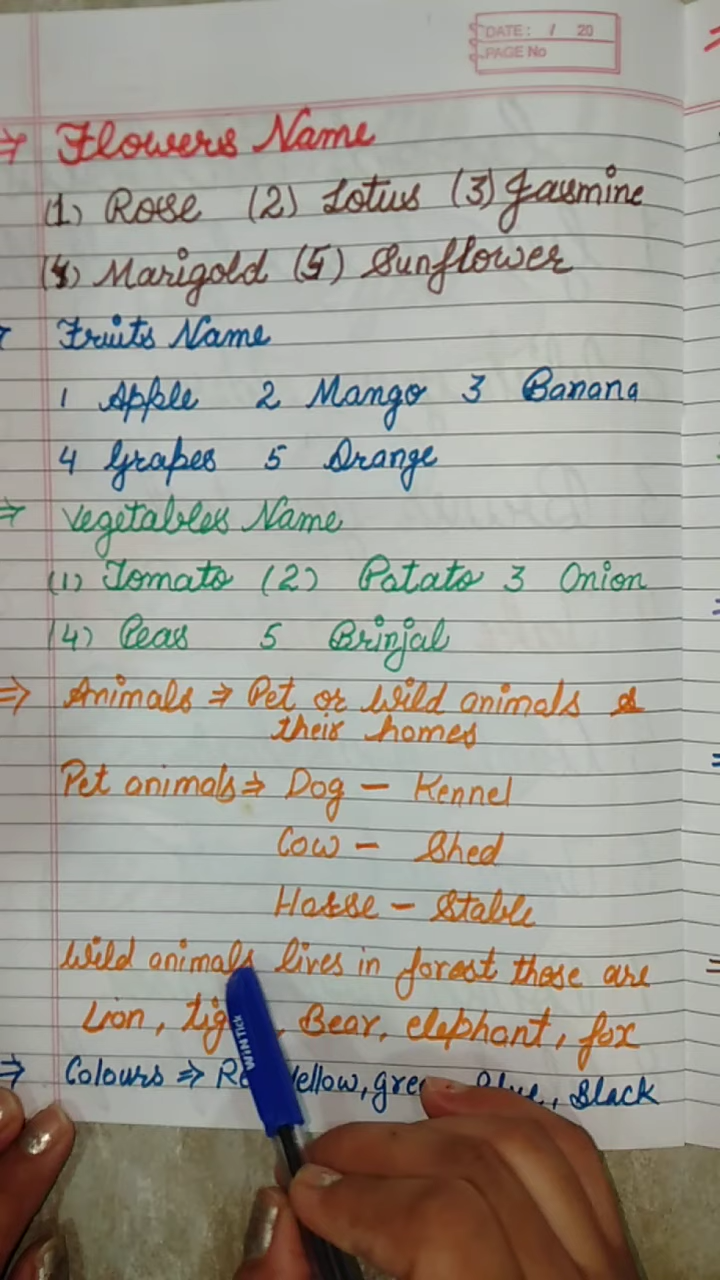 DATE: / 20
PAGE No
⇒ Flowers Name
(1) Rose (2) Lotus (3) Jasmine
(4) Marigold (5) Sunflower
Fruits Name
1 Apple 2 Mango 3 Banana
4 Grapes 5 Orange
⇒ Vegetables Name
(1) Tomato (2) Potato 3 Onion
(4) Peas 5 Brinjal
⇒ Animals ⇒ Pet or Wild animals &
their homes
Pet animals ⇒ Dog - Kennel
Cow - Shed
Horse - Stable
Wild animals lives in forest those are
Lion, Bear, elephant, fox
⇒ Colours ⇒ Yellow, Blue, Black
WINTICK